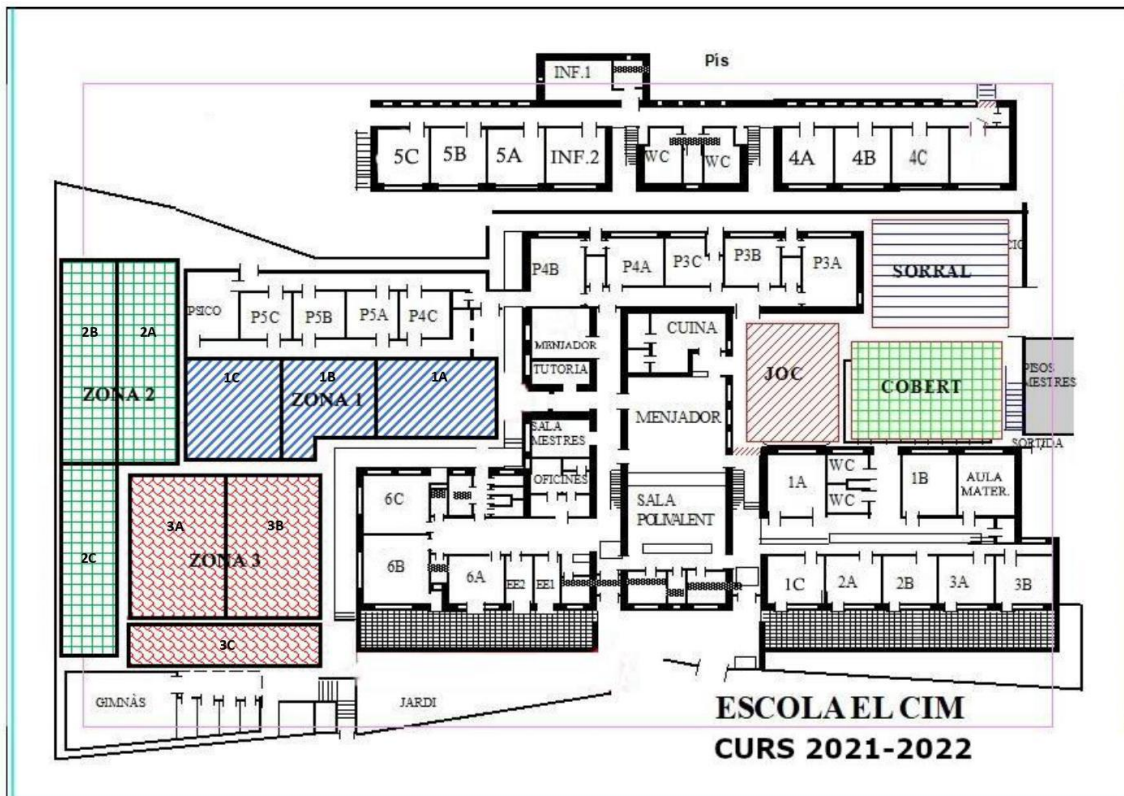 Pis
INF.1
5C
5B
5A
INF.2
WC
WC
4A
4B
4C
P4B
P4A
P3C
P3B
P3A
SORRAL
PSICO
P5C
P5B
P5A
P4C
MENJADOR
TUTORIA
CUINA
JOC
COBERT
PISOS
MESTRES
SORTIDA
2B
2A
ZONA 2
1C
1B
1A
ZONA 1
MENJADOR
SALA
MESTRES
OFICINES
SALA
POLIVALENT
1A
WC
WC
1B
AULA
MATER.
2C
3A
3B
ZONA 3
3C
6C
6B
6A
EE2
EE1
1C
2A
2B
3A
3B
GIMNÀS
JARDI
ESCOLA EL CIM
CURS 2021-2022